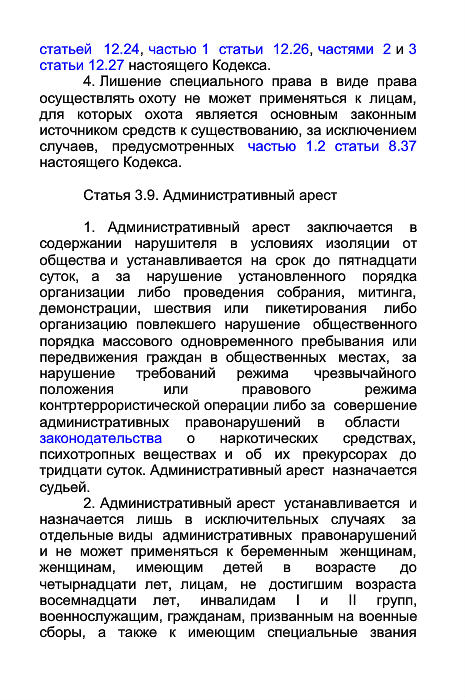 статьей 12.24, частью 1 статьи 12.26, частями 2 и 3
статьи 12.27 настоящего Кодекса.
4. Лишение специального права в виде права
осуществлять охоту не может применяться к лицам,
для которых охота является основным законным
источником средств к существованию, за исключением
случаев, предусмотренных частью 1.2 статьи 8.37
настоящего Кодекса.
Статья 3.9. Административный арест
1. Административный арест заключается в
содержании нарушителя в условиях изоляции от
общества и устанавливается на срок до пятнадцати
суток, а за нарушение установленного порядка
организации либо проведения собрания, митинга,
демонстрации, шествия или пикетирования либо
организацию повлекшего нарушение общественного
порядка массового одновременного пребывания или
передвижения граждан в общественных местах, за
нарушение требований режима чрезвычайного
положения или правового режима
контртеррористической операции либо за совершение
административных правонарушений в области
законодательства о наркотических средствах,
психотропных веществах и об их прекурсорах до
тридцати суток. Административный арест назначается
судьей.
2. Административный арест устанавливается и
назначается лишь в исключительных случаях за
отдельные виды административных правонарушений
и не может применяться к беременным женщинам,
женщинам, имеющим детей в возрасте до
четырнадцати лет, лицам, не достигшим возраста
восемнадцати лет, инвалидам I и II групп,
военнослужащим, гражданам, призванным на военные
сборы, а также к имеющим специальные звания